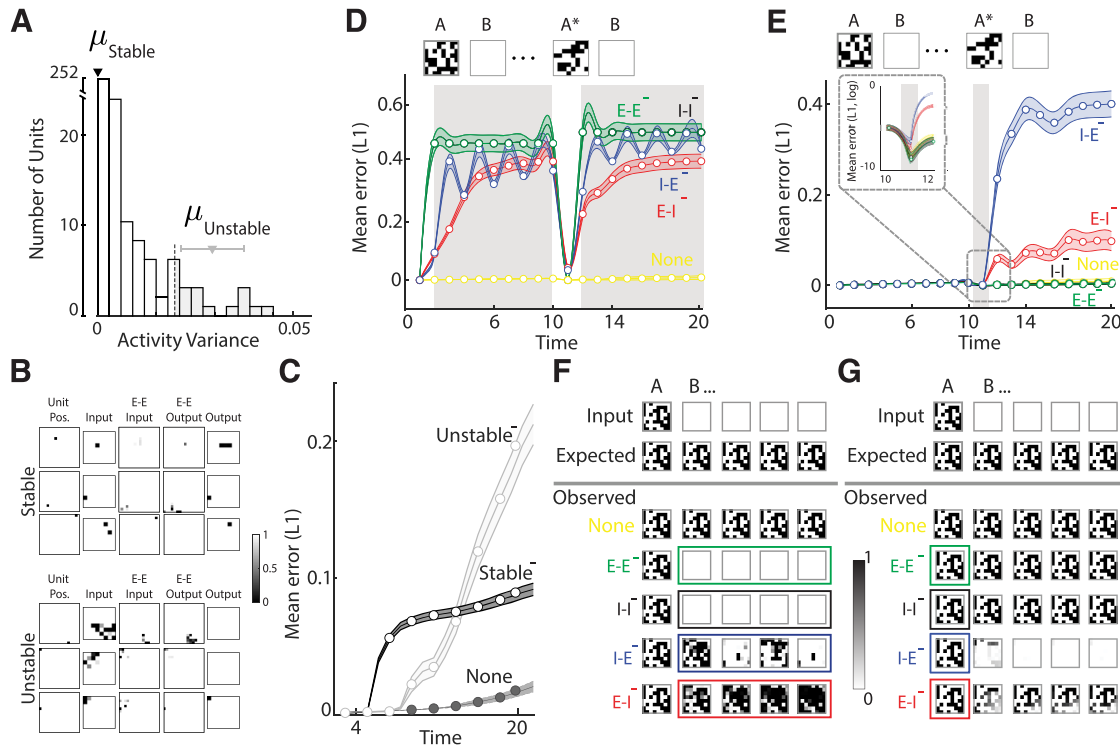 A
μ Stable
252
20
10
0
Number of Units
μ Unstable
0
0.05
Activity Variance
B
Unit Pos.
Input
E-E Input
E-E Output
Output
Stable
0
0.5
1
Unit Pos.
Input
E-E Input
E-E Output
Output
Unstable
C
0.2
0.1
0
Mean error (L1)
Unstable⁻
Stable⁻
None
4
20
Time
D
A
B
...
A*
B
0.6
0.4
0.2
0
Mean error (L1)
E-E⁻
I-I⁻
I-E⁻
E-I⁻
None
0
6
10
14
20
Time
E
A
B
...
A*
B
0.4
0.2
0
Mean error (L1)
0
-10
Mean error (L1, log)
10
12
I-E⁻
E-I⁻
I-I⁻
None
E-E⁻
6
10
14
20
Time
F
A
B ...
Input
Expected
Observed
None
E-E⁻
I-I⁻
I-E⁻
E-I⁻
1
0
G
A
B ...
Input
Expected
Observed
None
E-E⁻
I-I⁻
I-E⁻
E-I⁻